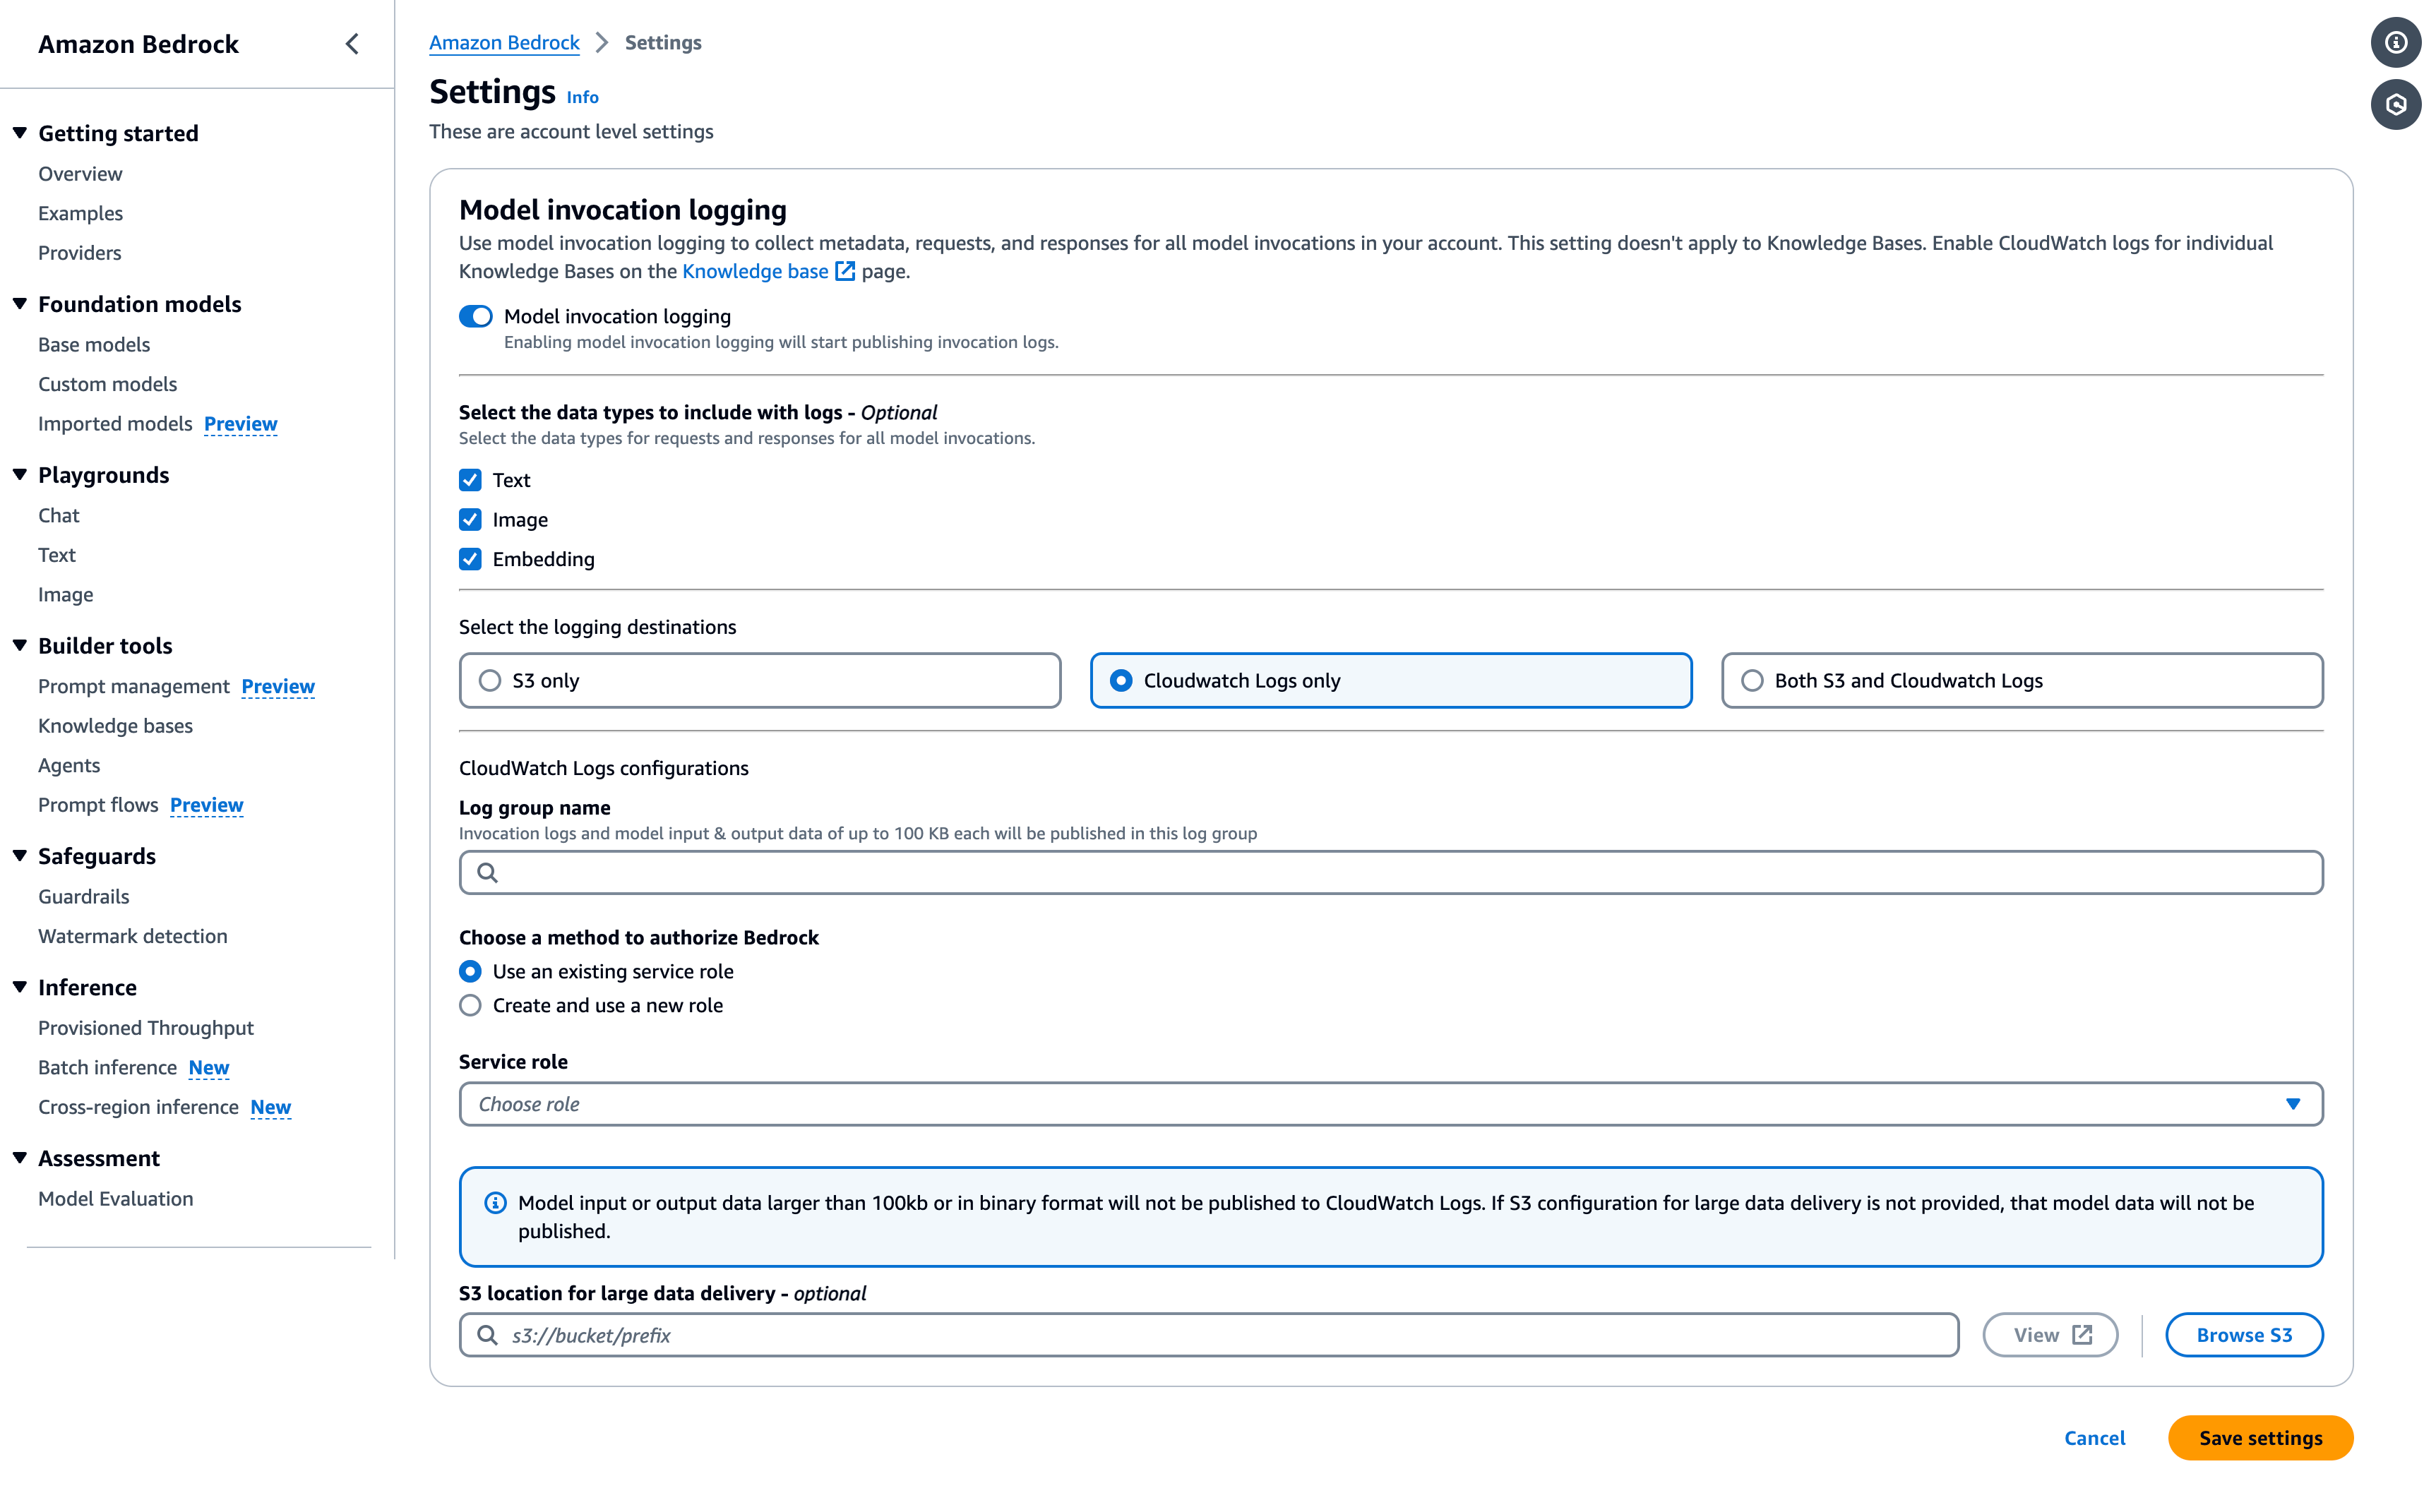 Amazon Bedrock
Getting started
Overview
Examples
Providers
Foundation models
Base models
Custom models
Imported models Preview
Playgrounds
Chat
Text
Image
Builder tools
Prompt management Preview
Knowledge bases
Agents
Prompt flows Preview
Safeguards
Guardrails
Watermark detection
Inference
Provisioned Throughput
Batch inference New
Cross-region inference New
Assessment
Model Evaluation
Amazon Bedrock Settings
Settings Info
These are account level settings
Model invocation logging
Use model invocation logging to collect metadata, requests, and responses for all model invocations in your account. This setting doesn't apply to Knowledge Bases. Enable CloudWatch logs for individual
Knowledge Bases on the Knowledge base page.
Model invocation logging
Enabling model invocation logging will start publishing invocation logs.
Select the data types to include with logs - Optional
Select the data types for requests and responses for all model invocations.
Text
Image
Embedding
Select the logging destinations
S3 only
Cloudwatch Logs only
Both S3 and Cloudwatch Logs
CloudWatch Logs configurations
Log group name
Invocation logs and model input & output data of up to 100 KB each will be published in this log group
Choose a method to authorize Bedrock
Use an existing service role
Create and use a new role
Service role
Choose role
Model input or output data larger than 100kb or in binary format will not be published to CloudWatch Logs. If S3 configuration for large data delivery is not provided, that model data will not be
published.
S3 location for large data delivery - optional
s3://bucket/prefix
View
Browse S3
Cancel
Save settings